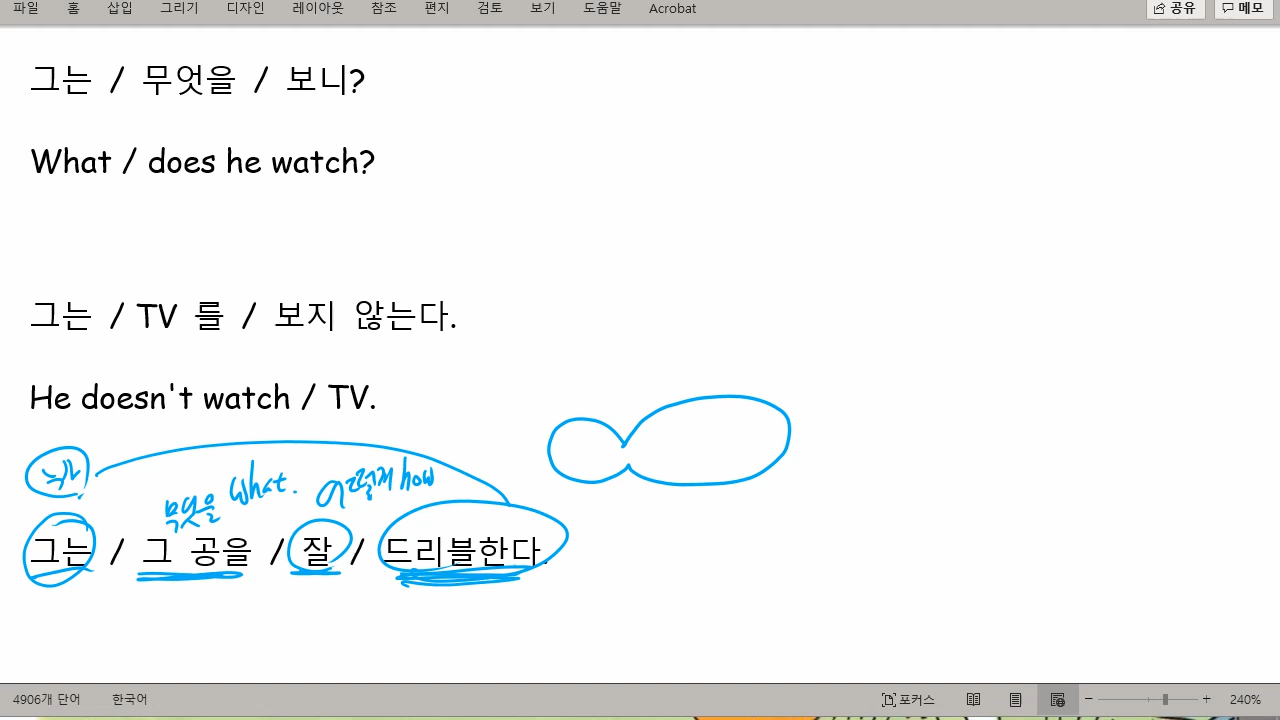 파일 홈 삽입 그리기 디자인 레이아웃 참조 편지 검토 보기 도움말 Acrobat 공유 메모
그는 / 무엇을 / 보니?
What / does he watch?
그는 / TV 를 / 보지 않는다.
He doesn't watch / TV.
누가
무엇을 what. 어떻게 how
그는 / 그 공을 / 잘 / 드리블한다.
4906개 단어 한국어 포커스 240%